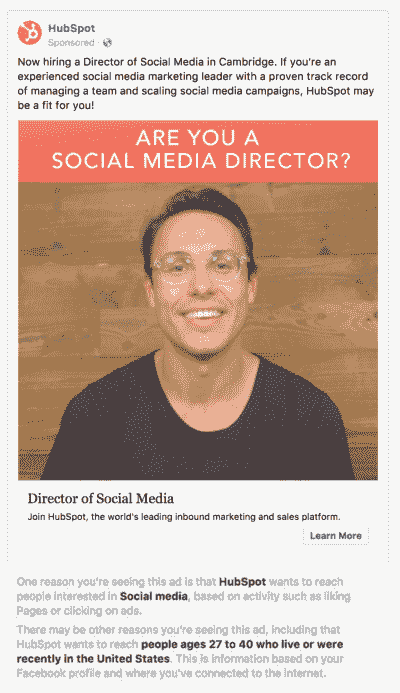 HubSpot
Sponsored ·
Now hiring a Director of Social Media in Cambridge. If you're an
experienced social media marketing leader with a proven track record
of managing a team and scaling social media campaigns, HubSpot may
be a fit for you!
ARE YOU A
SOCIAL MEDIA DIRECTOR?
Director of Social Media
Join HubSpot, the world's leading inbound marketing and sales platform.
Learn More
One reason you're seeing this ad is that HubSpot wants to reach
people interested in Social media, based on activity such as liking
Pages or clicking on ads.
There may be other reasons you're seeing this ad, including that
HubSpot wants to reach people ages 27 to 40 who live or were
recently in the United States. This is information based on your
Facebook profile and where you've connected to the internet.